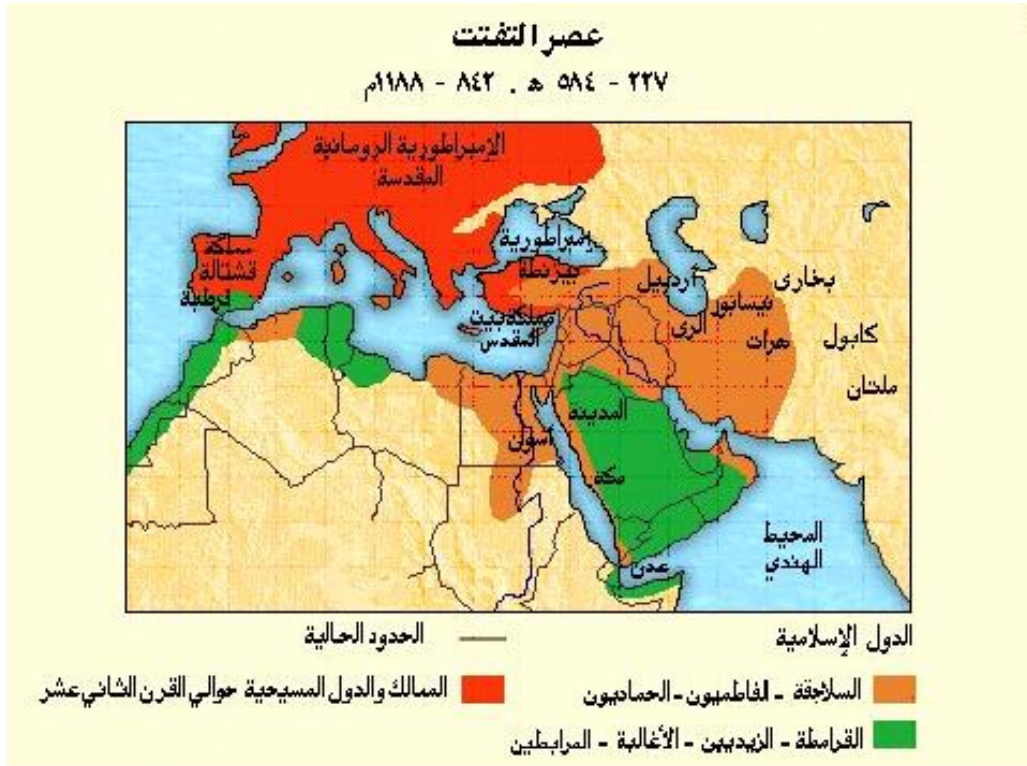 عصر التفتت
٢٢٧ - ٥٨٤ هـ . ٨٤٢ - ١١٨٨م
الإمبراطورية الرومانية
المقدسة
مملكة
قشتالة
قرطبة
إمبراطورية
بيزنطة
مملكة بيت
المقدس
أردبيل
نيسابور
بخارى
الري
هرات
كابول
ملتان
المدينة
أسوان
مكة
عدن
المحيط
الهندي
الدول الإسلامية
الحدود الحالية
السلاجقة - الفاطميون - الحماديون
الممالك والدول المسيحية حوالي القرن الثاني عشر
القرامطة - الزيديين - الأغالبة - المرابطين